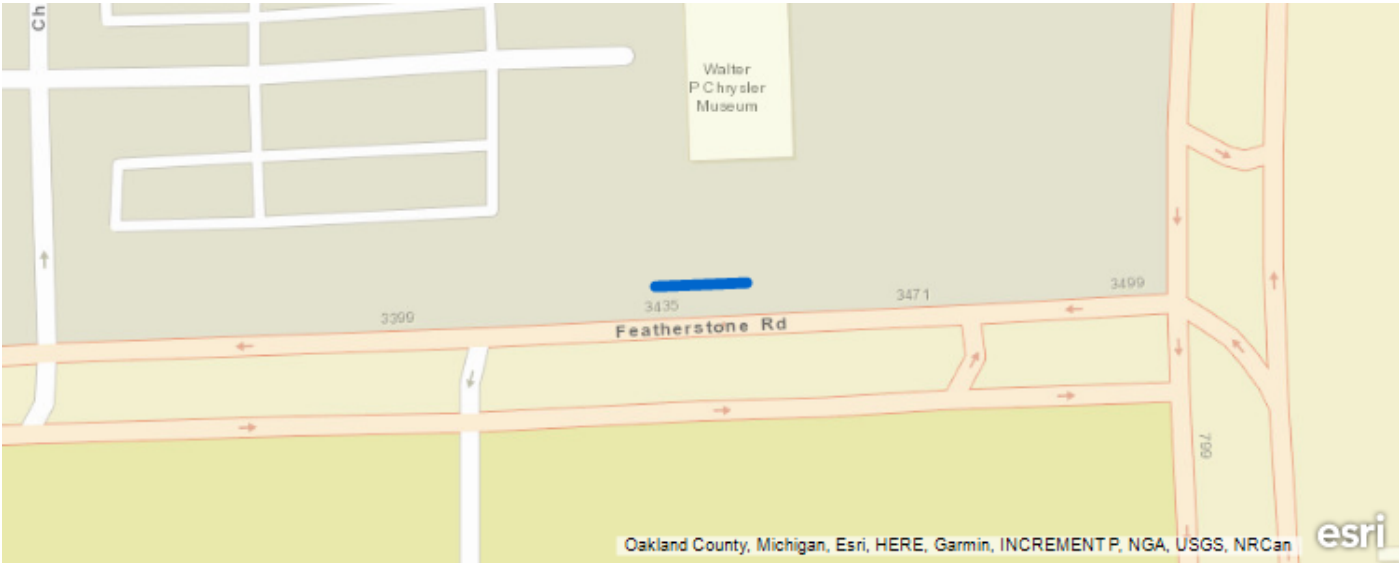 Ch
Walter
P Chrysler
Museum
3499
3471
3435
3399
Featherstone Rd
799
Oakland County, Michigan, Esri, HERE, Garmin, INCREMENT P, NGA, USGS, NRCan
esri